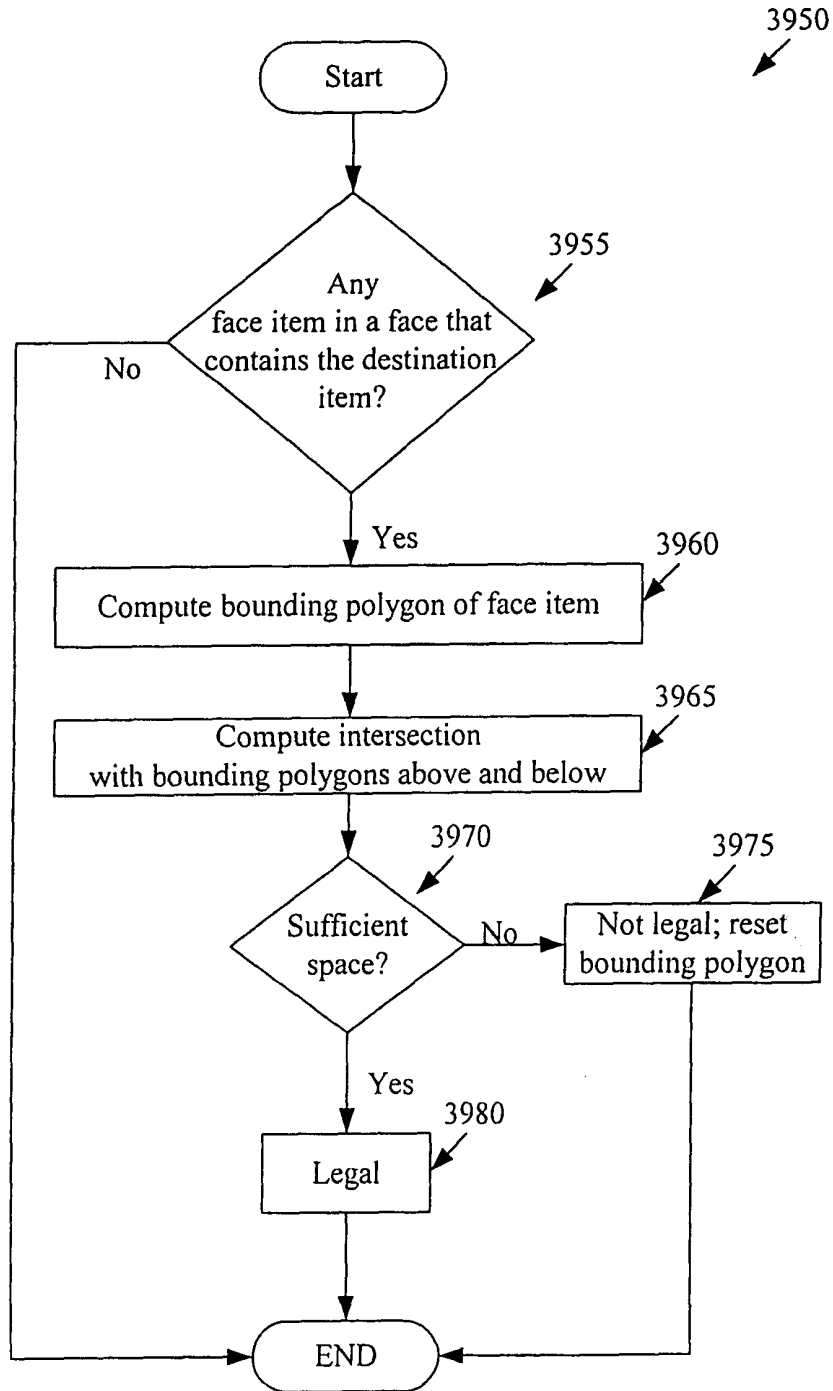 3950
Start
3955
Any
face item in a face that
contains the destination
item?
No
Yes
3960
Compute bounding polygon of face item
3965
Compute intersection
with bounding polygons above and below
3970
3975
Sufficient
space?
No
Not legal; reset
bounding polygon
Yes
3980
Legal
END